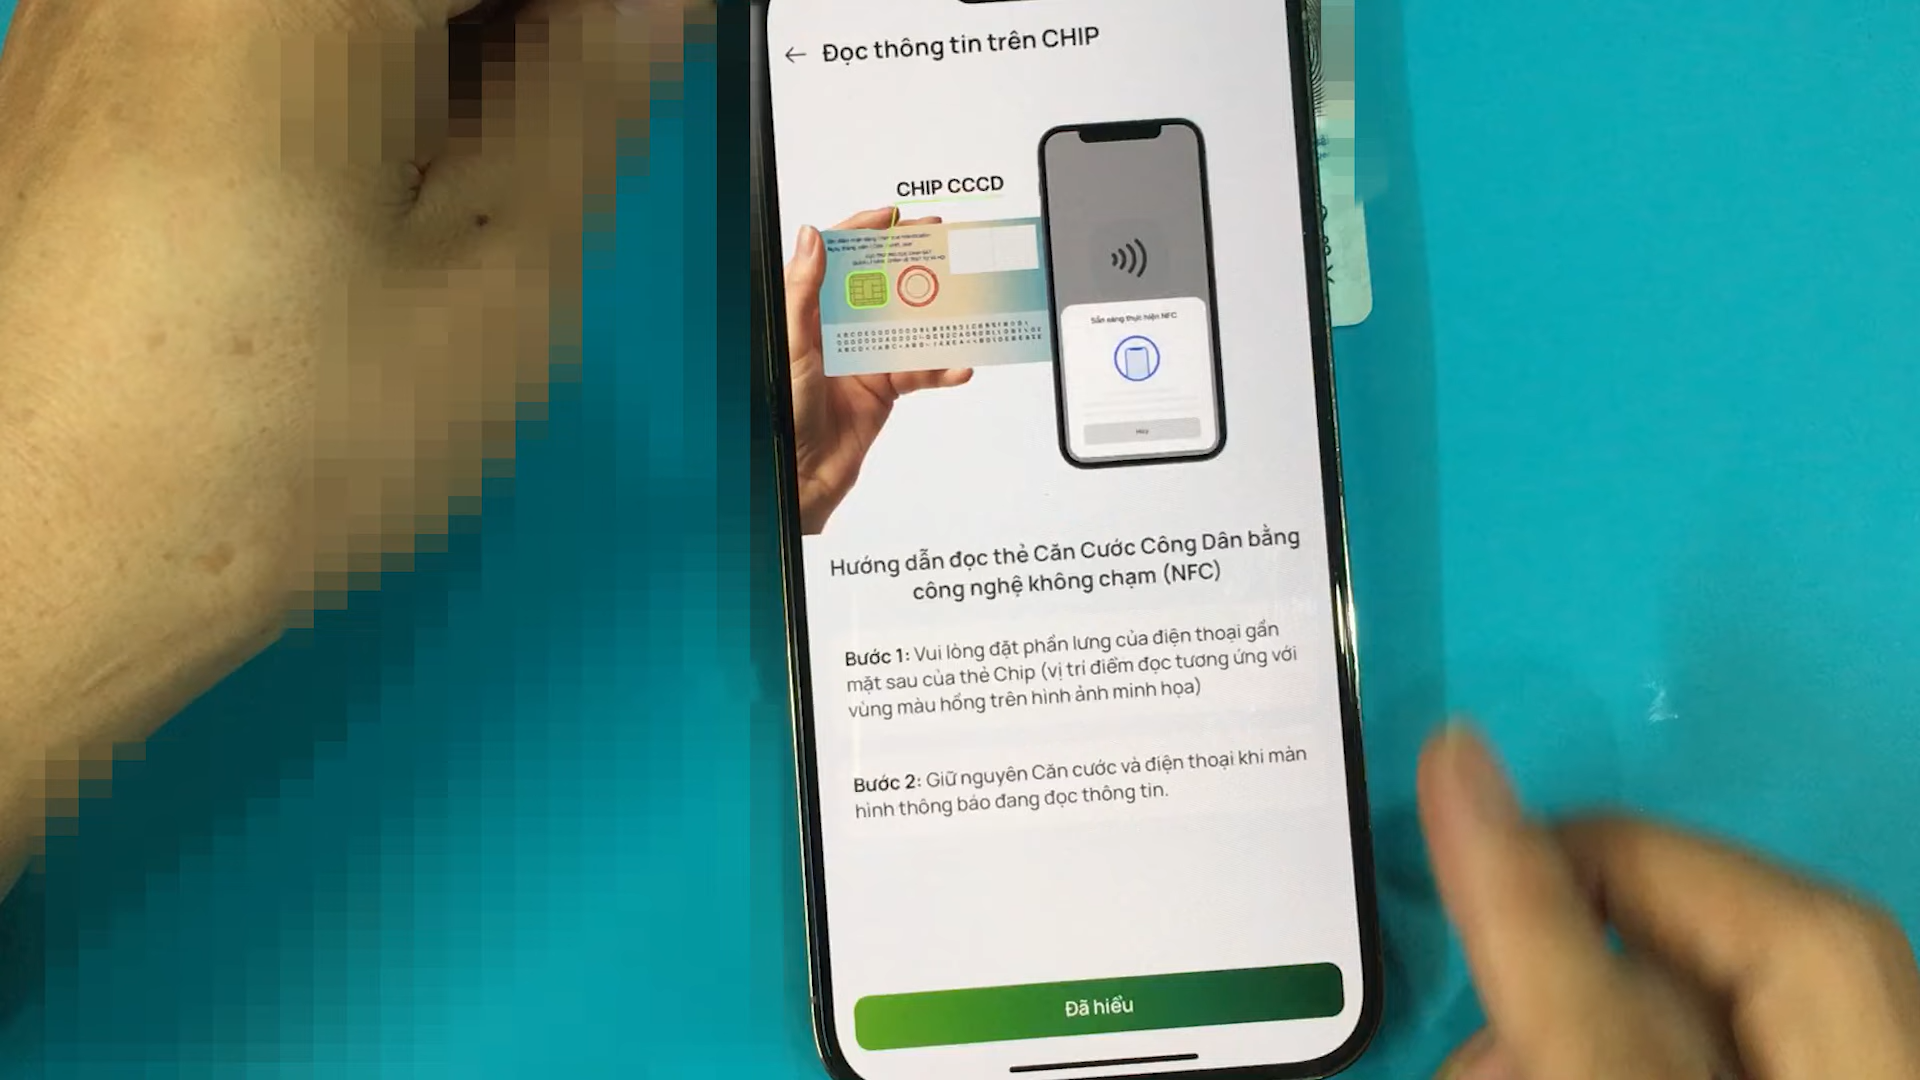 Đọc thông tin trên CHIP
CHIP CCCD
Sẵn sàng thực hiện NFC
Hướng dẫn đọc thẻ Căn Cước Công Dân bằng
công nghệ không chạm (NFC)
Bước 1: Vui lòng đặt phần lưng của điện thoại gần
mặt sau của thẻ Chip (vị trí điểm đọc tương ứng với
vùng màu hồng trên hình ảnh minh họa)
Bước 2: Giữ nguyên Căn cước và điện thoại khi màn
hình thông báo đang đọc thông tin.
Đã hiểu